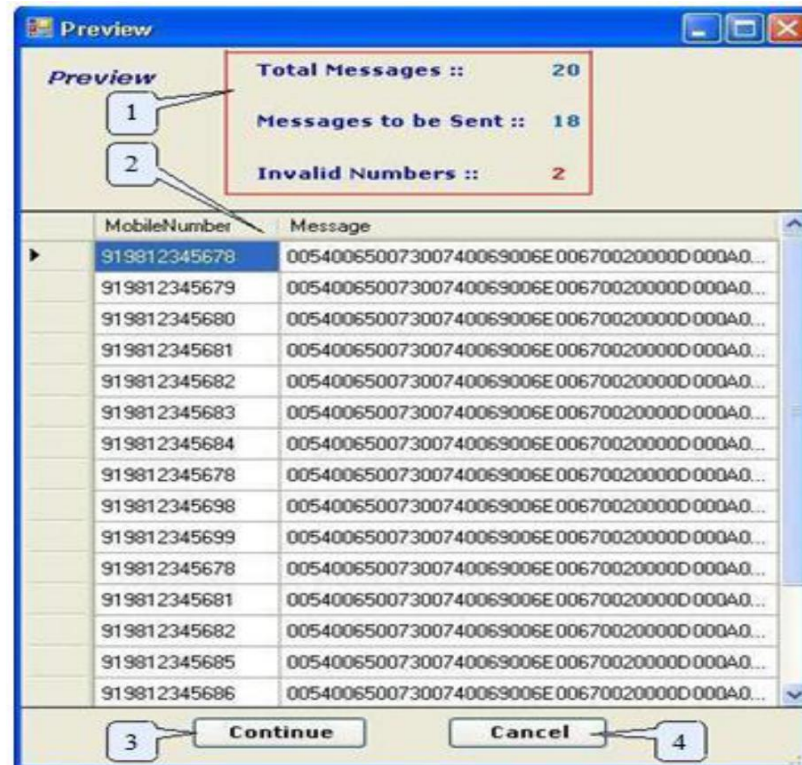 Preview
Preview
Total Messages :: 20
1
Messages to be Sent :: 18
2
Invalid Numbers :: 2
MobileNumber Message
919812345678 00540065007300740069006E00670020000D000A0...
919812345679 00540065007300740069006E00670020000D000A0...
919812345680 00540065007300740069006E00670020000D000A0...
919812345681 00540065007300740069006E00670020000D000A0...
919812345682 00540065007300740069006E00670020000D000A0...
919812345683 00540065007300740069006E00670020000D000A0...
919812345684 00540065007300740069006E00670020000D000A0...
919812345678 00540065007300740069006E00670020000D000A0...
919812345698 00540065007300740069006E00670020000D000A0...
919812345699 00540065007300740069006E00670020000D000A0...
919812345678 00540065007300740069006E00670020000D000A0...
919812345681 00540065007300740069006E00670020000D000A0...
919812345682 00540065007300740069006E00670020000D000A0...
919812345685 00540065007300740069006E00670020000D000A0...
919812345686 00540065007300740069006E00670020000D000A0...
3 Continue Cancel 4